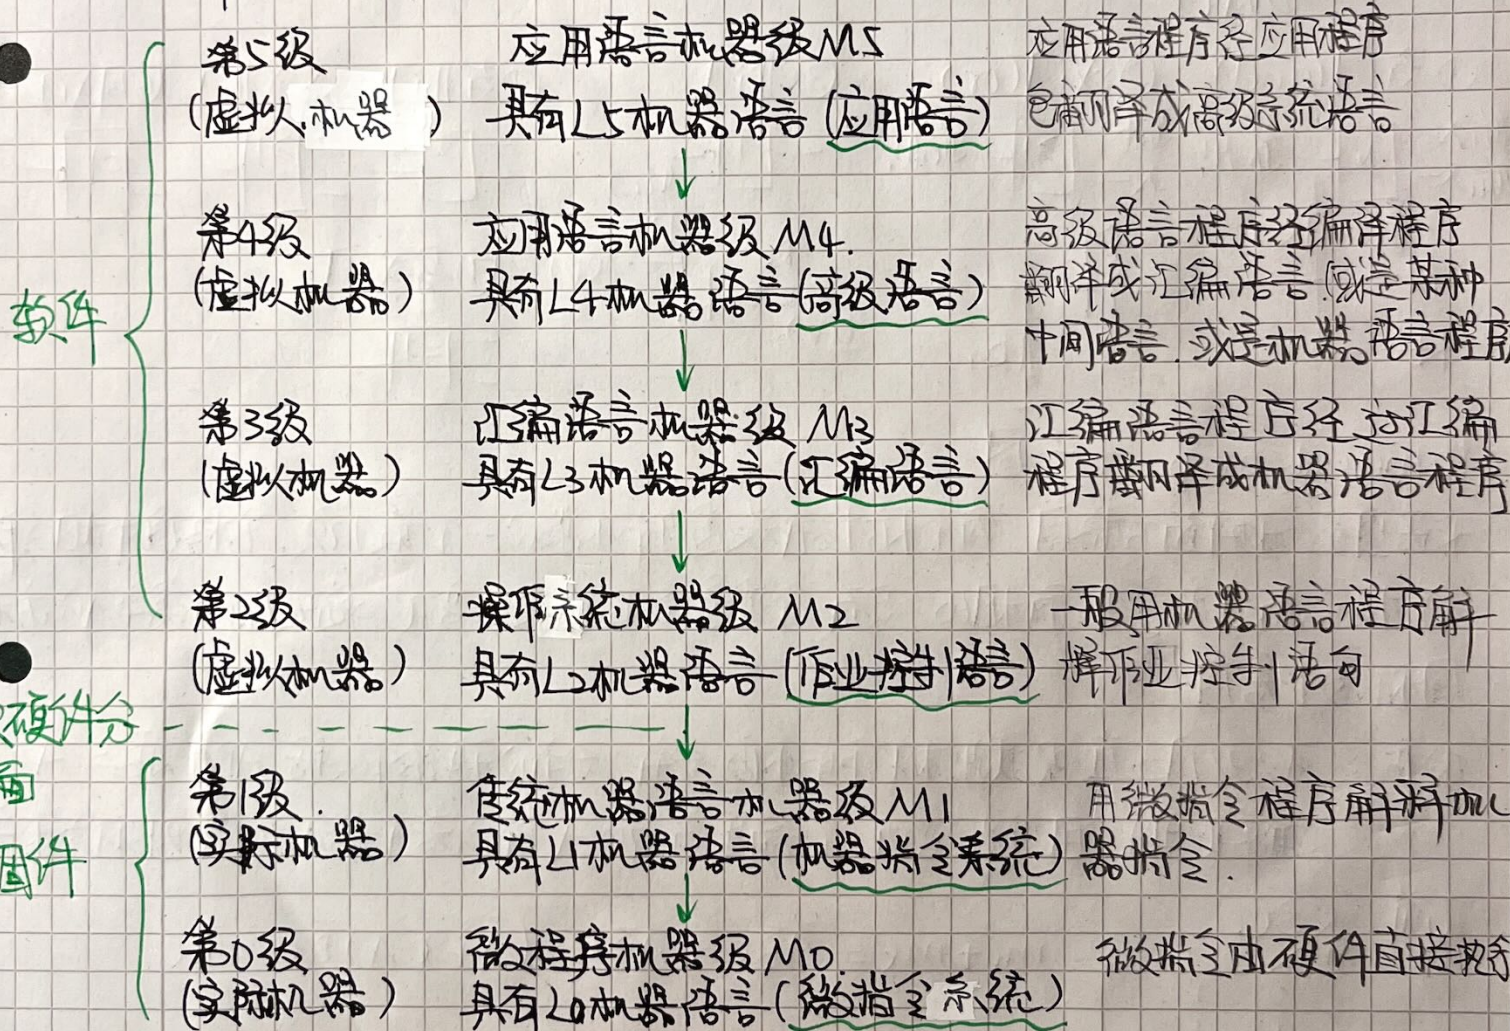 第5级 应用语言机器级M5 应用语言程序经应用程序
(虚拟机器) 具有L5机器语言(应用语言) 包翻译成高级系统语言
第4级 应用语言机器级M4. 高级语言程序经编译程序
(虚拟机器) 具有L4机器语言(高级语言) 翻译成汇编语言.或是某种
软件 中间语言.或是机器语言程序
第3级 汇编语言机器级 M3 汇编语言程序经过汇编
(虚拟机器) 具有L3机器语言(汇编语言) 程序翻译成机器语言程序
第2级 操作系统机器级 M2 一般用机器语言程序解
(虚拟机器) 具有L2机器语言(作业控制语言) 释作业控制语句
硬件分
面
第1级. 传统机器语言机器级M1 用微指令程序解释机
(实际机器) 具有L1机器语言(机器指令系统) 器指令.
固件
第0级 微程序机器级M0. 微指令由硬件直接执
(实际机器) 具有L0机器语言(微指令系统)